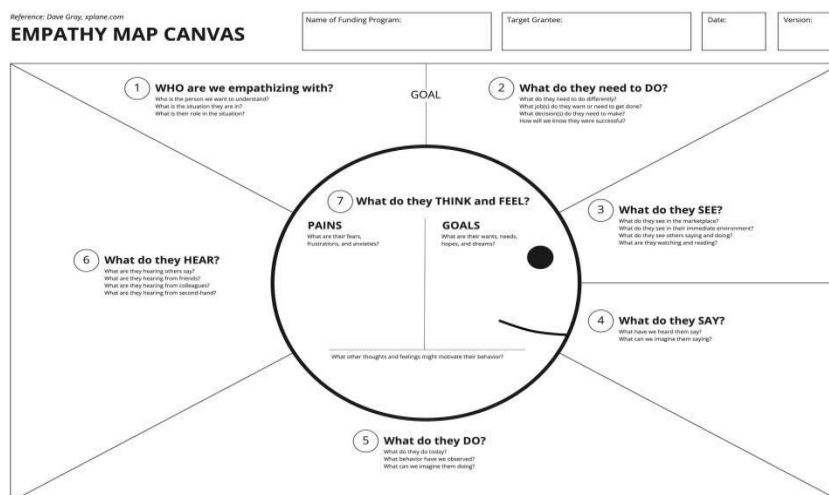 Reference: Dave Gray, xplane.com
EMPATHY MAP CANVAS
Name of Funding Program:
Target Grantee:
Date:
Version:
1
WHO are we empathizing with?
Who is the person we want to understand?
What is the situation they are in?
What is their role in the situation?
GOAL
2
What do they need to DO?
What do they need to do differently?
What job(s) do they want or need to get done?
What decision(s) do they need to make?
How will we know they were successful?
3
What do they SEE?
What do they see in the marketplace?
What do they see in their immediate environment?
What do they see others saying and doing?
What are they watching and reading?
4
What do they SAY?
What have we heard them say?
What can we imagine them saying?
5
What do they DO?
What do they do today?
What behavior have we observed?
What can we imagine them doing?
6
What do they HEAR?
What are they hearing others say?
What are they hearing from friends?
What are they hearing from colleagues?
What are they hearing from second-hand?
7
What do they THINK and FEEL?
PAINS
What are their fears,
frustrations, and anxieties?
GOALS
What are their wants, needs,
hopes, and dreams?
What other thoughts and feelings might motivate their behavior?